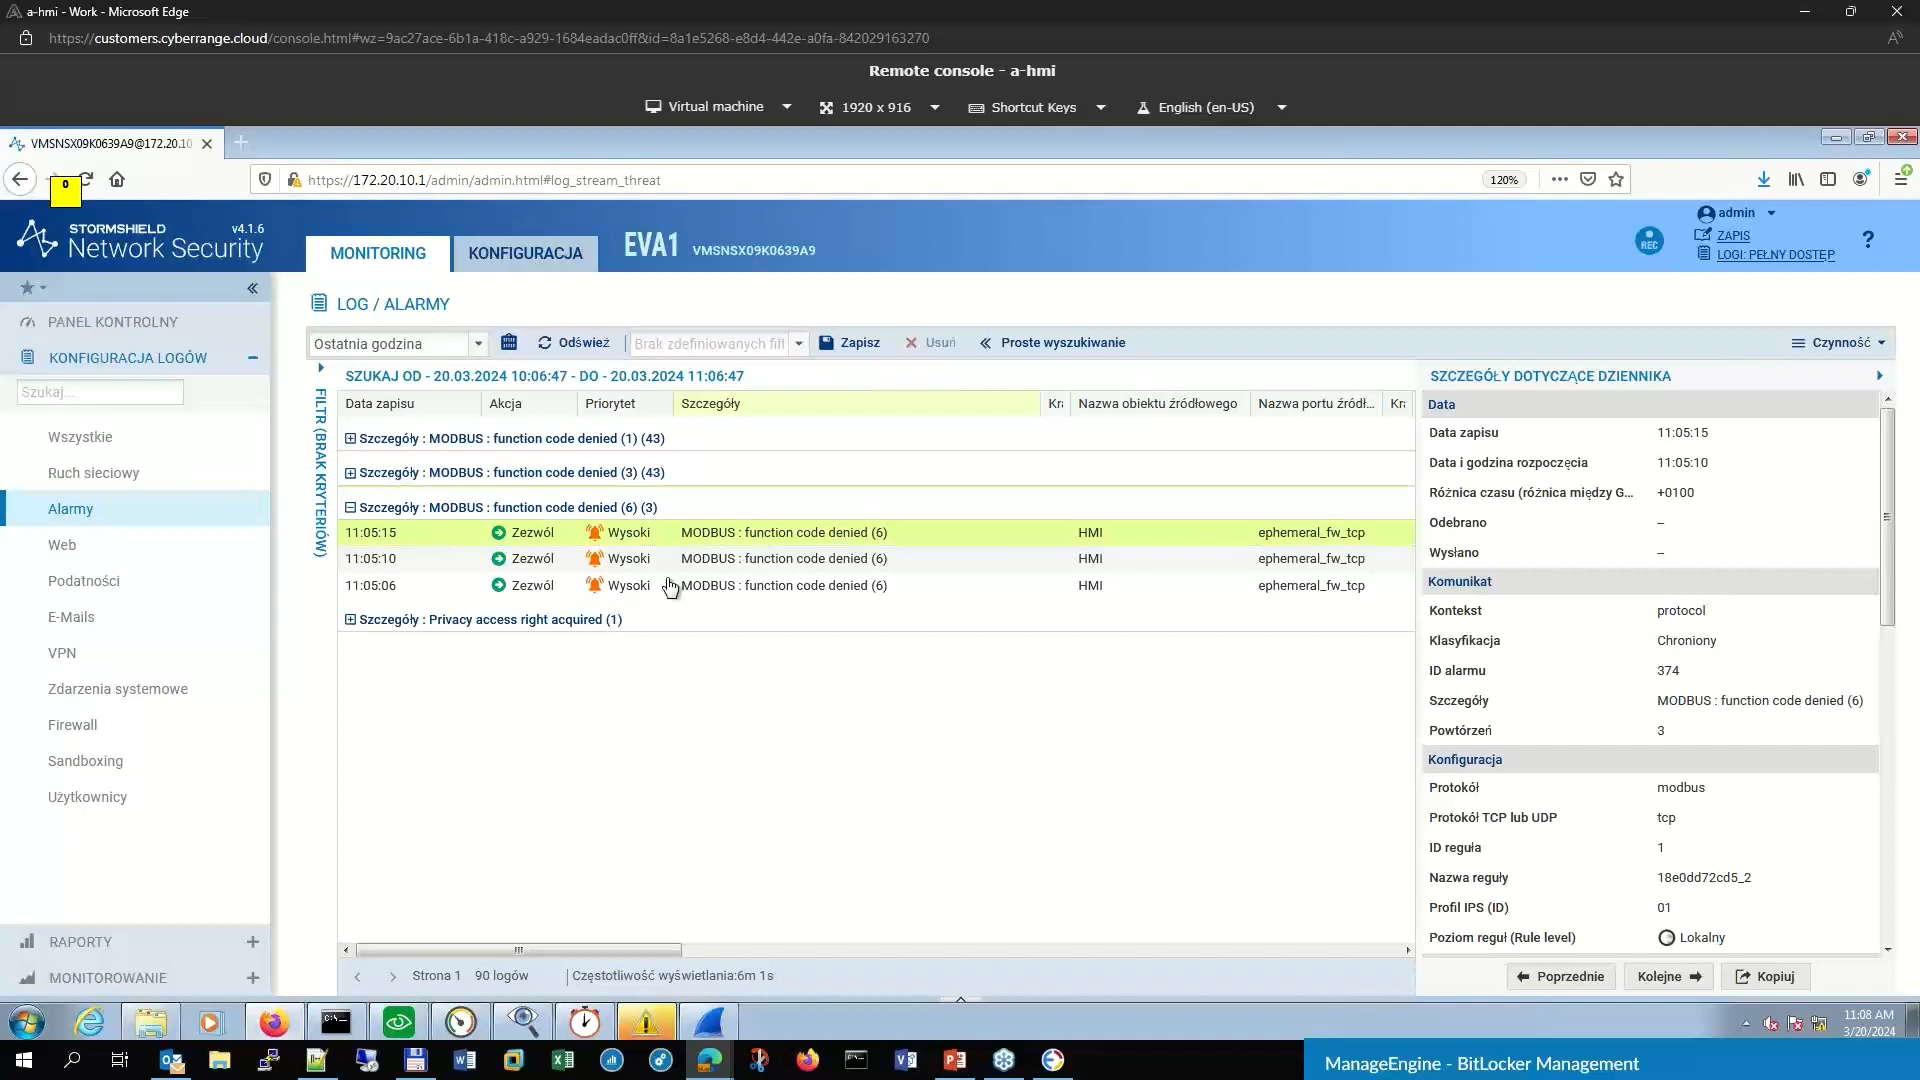 a-hmi - Work - Microsoft Edge
https://customers.cyberrange.cloud/console.html#wz=9ac27ace-6b1a-418c-a929-1684eadac0ff&id=8a1e5268-e8d4-442e-a0fa-842029163270
Remote console - a-hmi
Virtual machine 1920 x 916 Shortcut Keys English (en-US)
VMSNSX09K0639A9@172.20.10
https://172.20.10.1/admin/admin.html#log_stream_threat 120%
0
STORMSHIELD v4.1.6
Network Security
MONITORING KONFIGURACJA EVA1 VMSNSX09K0639A9
REC
admin
ZAPIS
LOGI: PEŁNY DOSTĘP
?
PANEL KONTROLNY
KONFIGURACJA LOGÓW
Szukaj...
Wszystkie
Ruch sieciowy
Alarmy
Web
Podatności
E-Mails
VPN
Zdarzenia systemowe
Firewall
Sandboxing
Użytkownicy
RAPORTY
MONITOROWANIE
LOG / ALARMY
Ostatnia godzina Odśwież Brak zdefiniowanych filt Zapisz Usuń Proste wyszukiwanie Czynność
FILTR (BRAK KRYTERIÓW)
SZUKAJ OD - 20.03.2024 10:06:47 - DO - 20.03.2024 11:06:47
Data zapisu Akcja Priorytet Szczegóły Kra Nazwa obiektu źródłowego Nazwa portu źródł... Kra
Szczegóły : MODBUS : function code denied (1) (43)
Szczegóły : MODBUS : function code denied (3) (43)
Szczegóły : MODBUS : function code denied (6) (3)
11:05:15 Zezwól Wysoki MODBUS : function code denied (6) HMI ephemeral_fw_tcp
11:05:10 Zezwól Wysoki MODBUS : function code denied (6) HMI ephemeral_fw_tcp
11:05:06 Zezwól Wysoki MODBUS : function code denied (6) HMI ephemeral_fw_tcp
Szczegóły : Privacy access right acquired (1)
Strona 1 90 logów Częstotliwość wyświetlania:6m 1s
SZCZEGÓŁY DOTYCZĄCE DZIENNIKA
Data
Data zapisu 11:05:15
Data i godzina rozpoczęcia 11:05:10
Różnica czasu (różnica między G... +0100
Odebrano –
Wysłano –
Komunikat
Kontekst protocol
Klasyfikacja Chroniony
ID alarmu 374
Szczegóły MODBUS : function code denied (6)
Powtórzeń 3
Konfiguracja
Protokół modbus
Protokół TCP lub UDP tcp
ID reguła 1
Nazwa reguły 18e0dd72cd5_2
Profil IPS (ID) 01
Poziom reguł (Rule level) Lokalny
Poprzednie Kolejne Kopiuj
11:08 AM
3/20/2024
ManageEngine - BitLocker Management